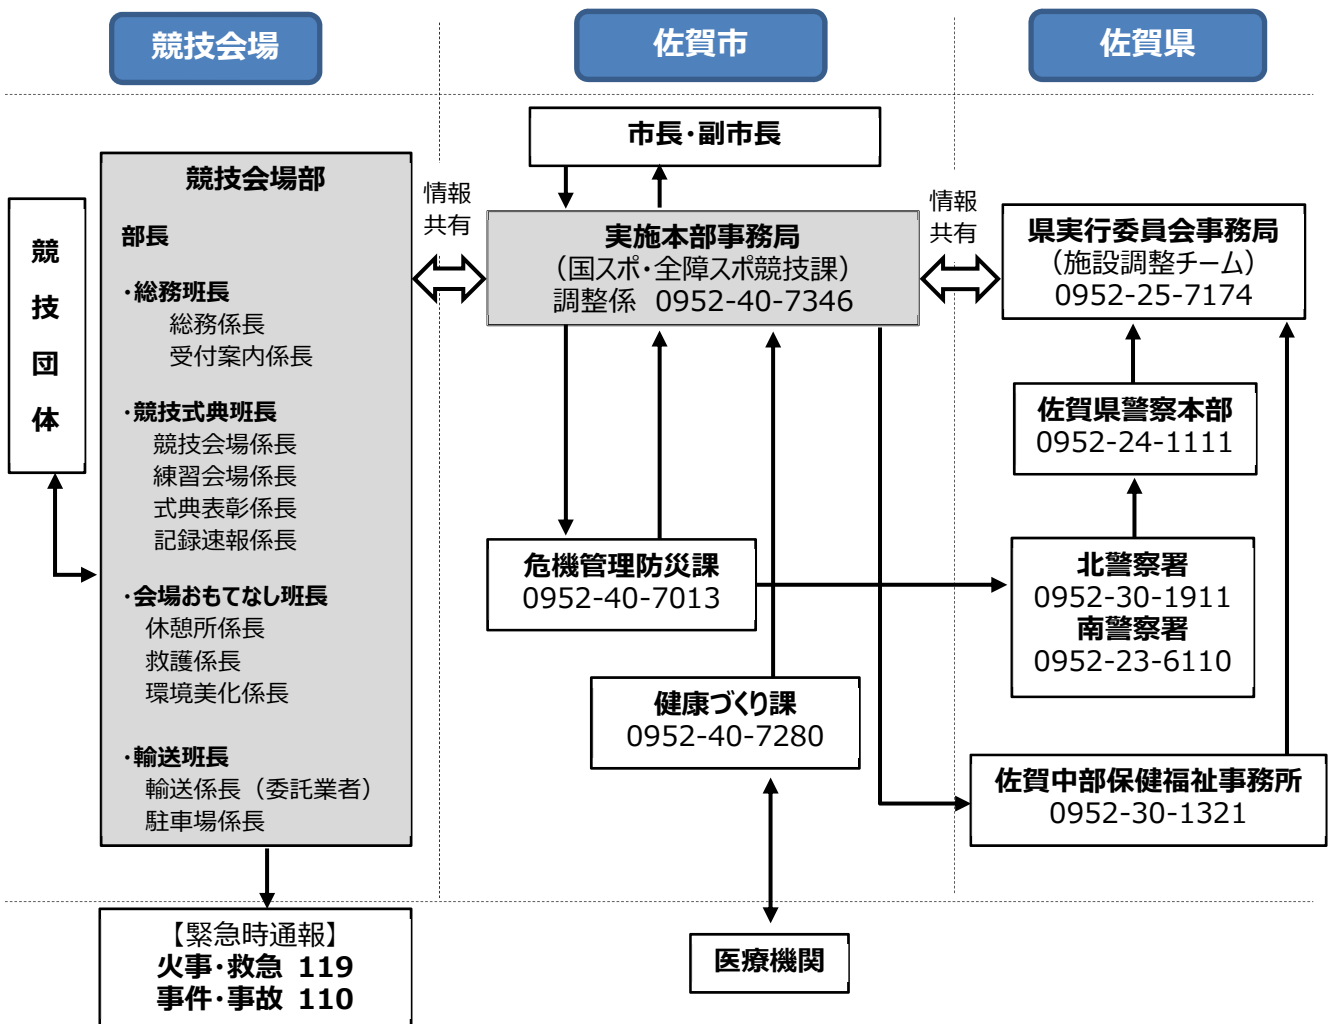 競技会場
佐賀市
佐賀県
市長・副市長
競技会場部
部長
・総務班長
総務係長
受付案内係長
・競技式典班長
競技会場係長
練習会場係長
式典表彰係長
記録速報係長
・会場おもてなし班長
休憩所係長
救護係長
環境美化係長
・輸送班長
輸送係長（委託業者）
駐車場係長
競技団体
情報
共有
実施本部事務局
（国スポ・全障スポ競技課）
調整係 0952-40-7346
情報
共有
県実行委員会事務局
（施設調整チーム）
0952-25-7174
佐賀県警察本部
0952-24-1111
危機管理防災課
0952-40-7013
北警察署
0952-30-1911
南警察署
0952-23-6110
健康づくり課
0952-40-7280
佐賀中部保健福祉事務所
0952-30-1321
【緊急時通報】
火事・救急 119
事件・事故 110
医療機関